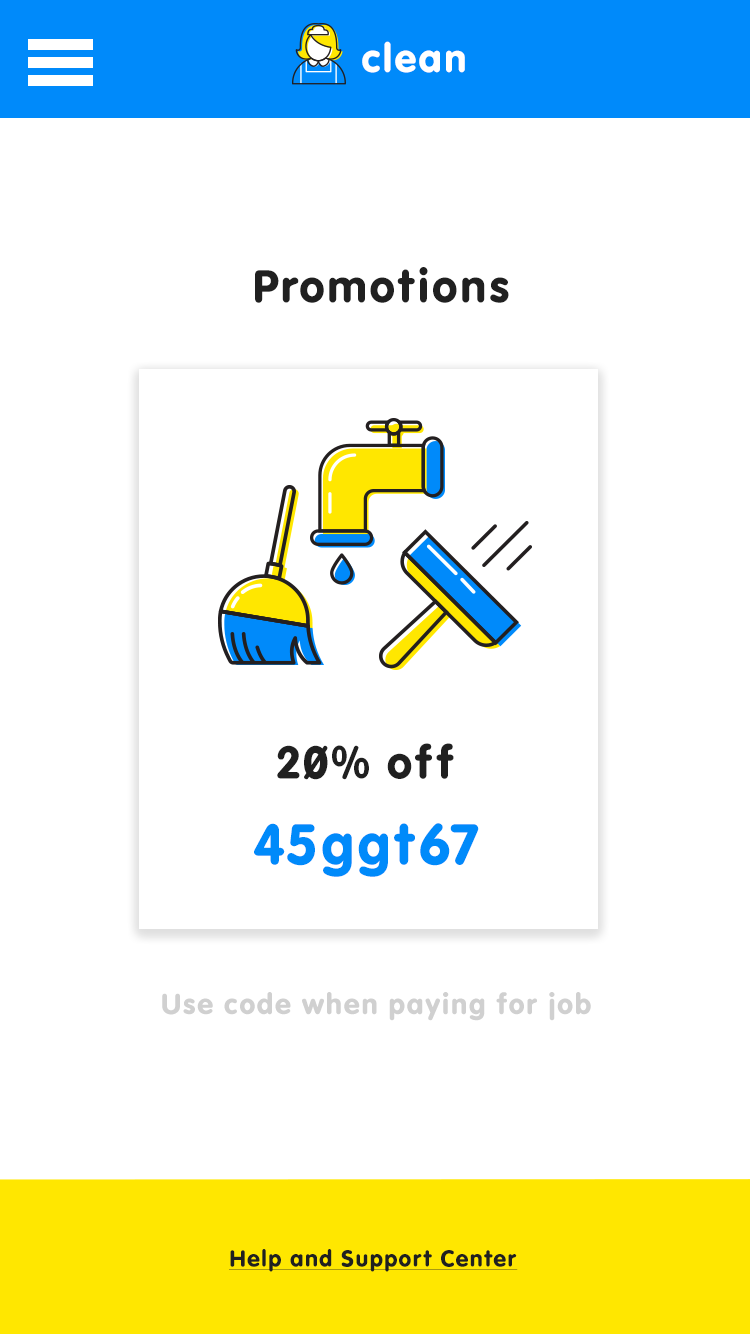 clean
Promotions
20% off
45ggt67
Use code when paying for job
Help and Support Center